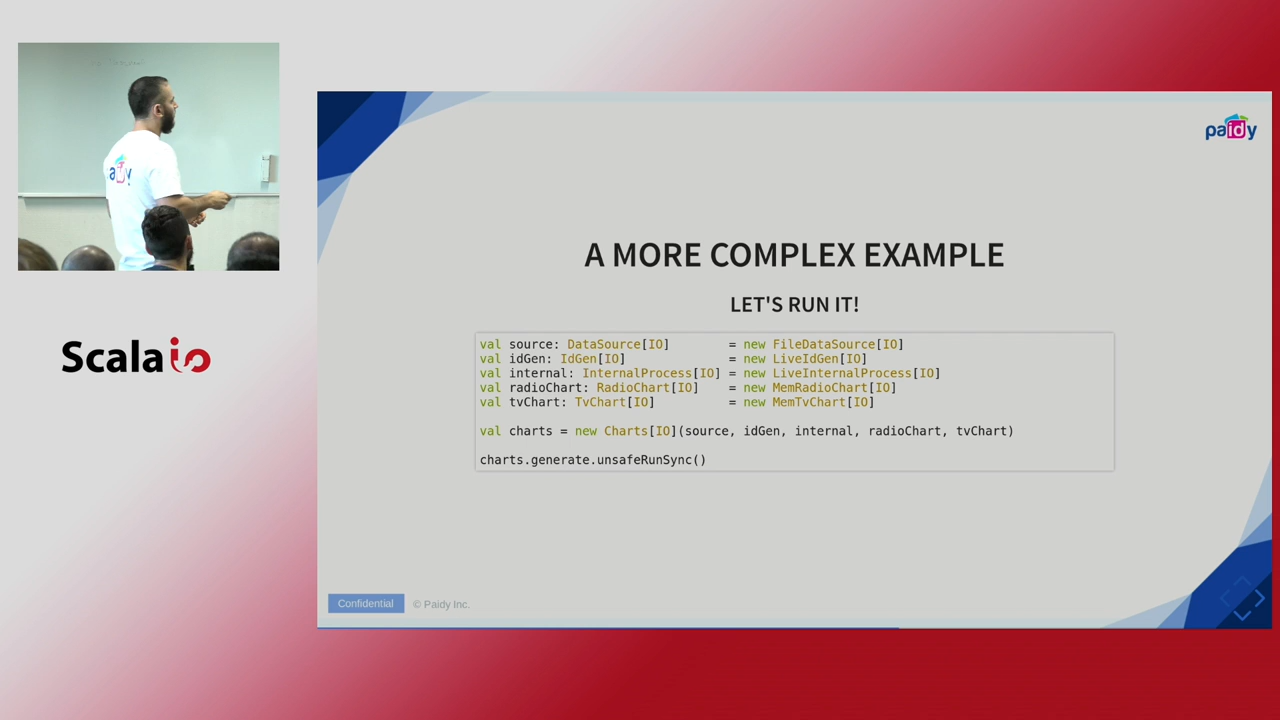 paidy
Scala io
paidy
A MORE COMPLEX EXAMPLE
LET'S RUN IT!
val source: DataSource[IO]        = new FileDataSource[IO]
val idGen: IdGen[IO]              = new LiveIdGen[IO]
val internal: InternalProcess[IO] = new LiveInternalProcess[IO]
val radioChart: RadioChart[IO]    = new MemRadioChart[IO]
val tvChart: TvChart[IO]          = new MemTvChart[IO]
val charts = new Charts[IO](source, idGen, internal, radioChart, tvChart)
charts.generate.unsafeRunSync()
Confidential
© Paidy Inc.